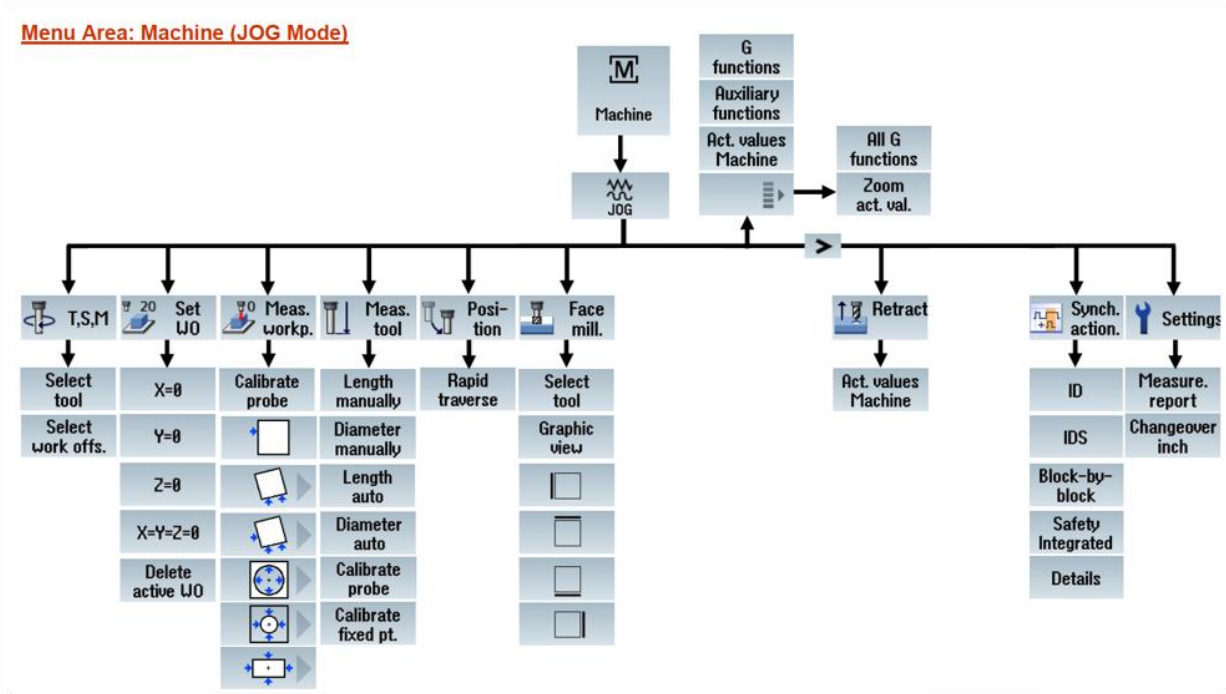 Menu Area: Machine (JOG Mode)
M
Machine
JOG
G
functions
Auxiliary
functions
Act. values
Machine
All G
functions
Zoom
act. val.
>
T,S,M
Select
tool
Select
work offs.
20
Set
WO
X=0
Y=0
Z=0
X=Y=Z=0
Delete
active WO
0
Meas.
workp.
Calibrate
probe
Meas.
tool
Length
manually
Diameter
manually
Length
auto
Diameter
auto
Calibrate
probe
Calibrate
fixed pt.
Posi-
tion
Rapid
traverse
Face
mill.
Select
tool
Graphic
view
Retract
Act. values
Machine
Synch.
action.
ID
IDS
Block-by-
block
Safety
Integrated
Details
Settings
Measure.
report
Changeover
inch